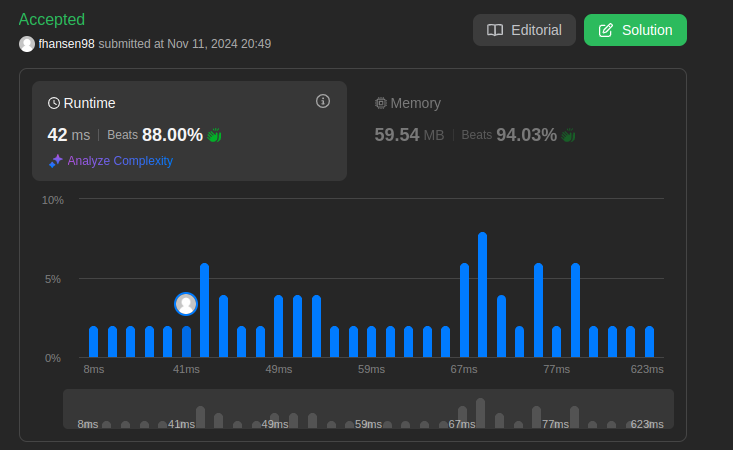 Accepted
fhansen98 submitted at Nov 11, 2024 20:49
Editorial
Solution
Runtime
42 ms | Beats 88.00%
Analyze Complexity
Memory
59.54 MB | Beats 94.03%
10%
5%
0%
8ms 41ms 49ms 59ms 67ms 77ms 623ms
8ms 41ms 49ms 59ms 67ms 77ms 623ms